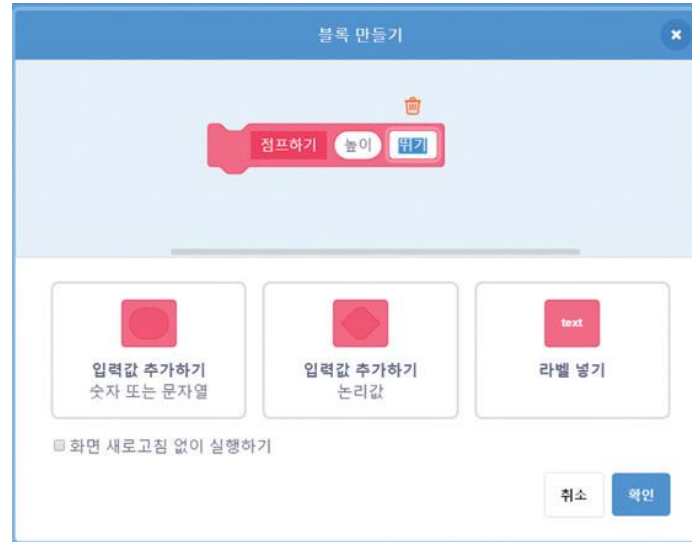 블록 만들기
점프하기 높이 뛰기
text
입력값 추가하기
숫자 또는 문자열
입력값 추가하기
논리값
라벨 넣기
화면 새로고침 없이 실행하기
취소 확인